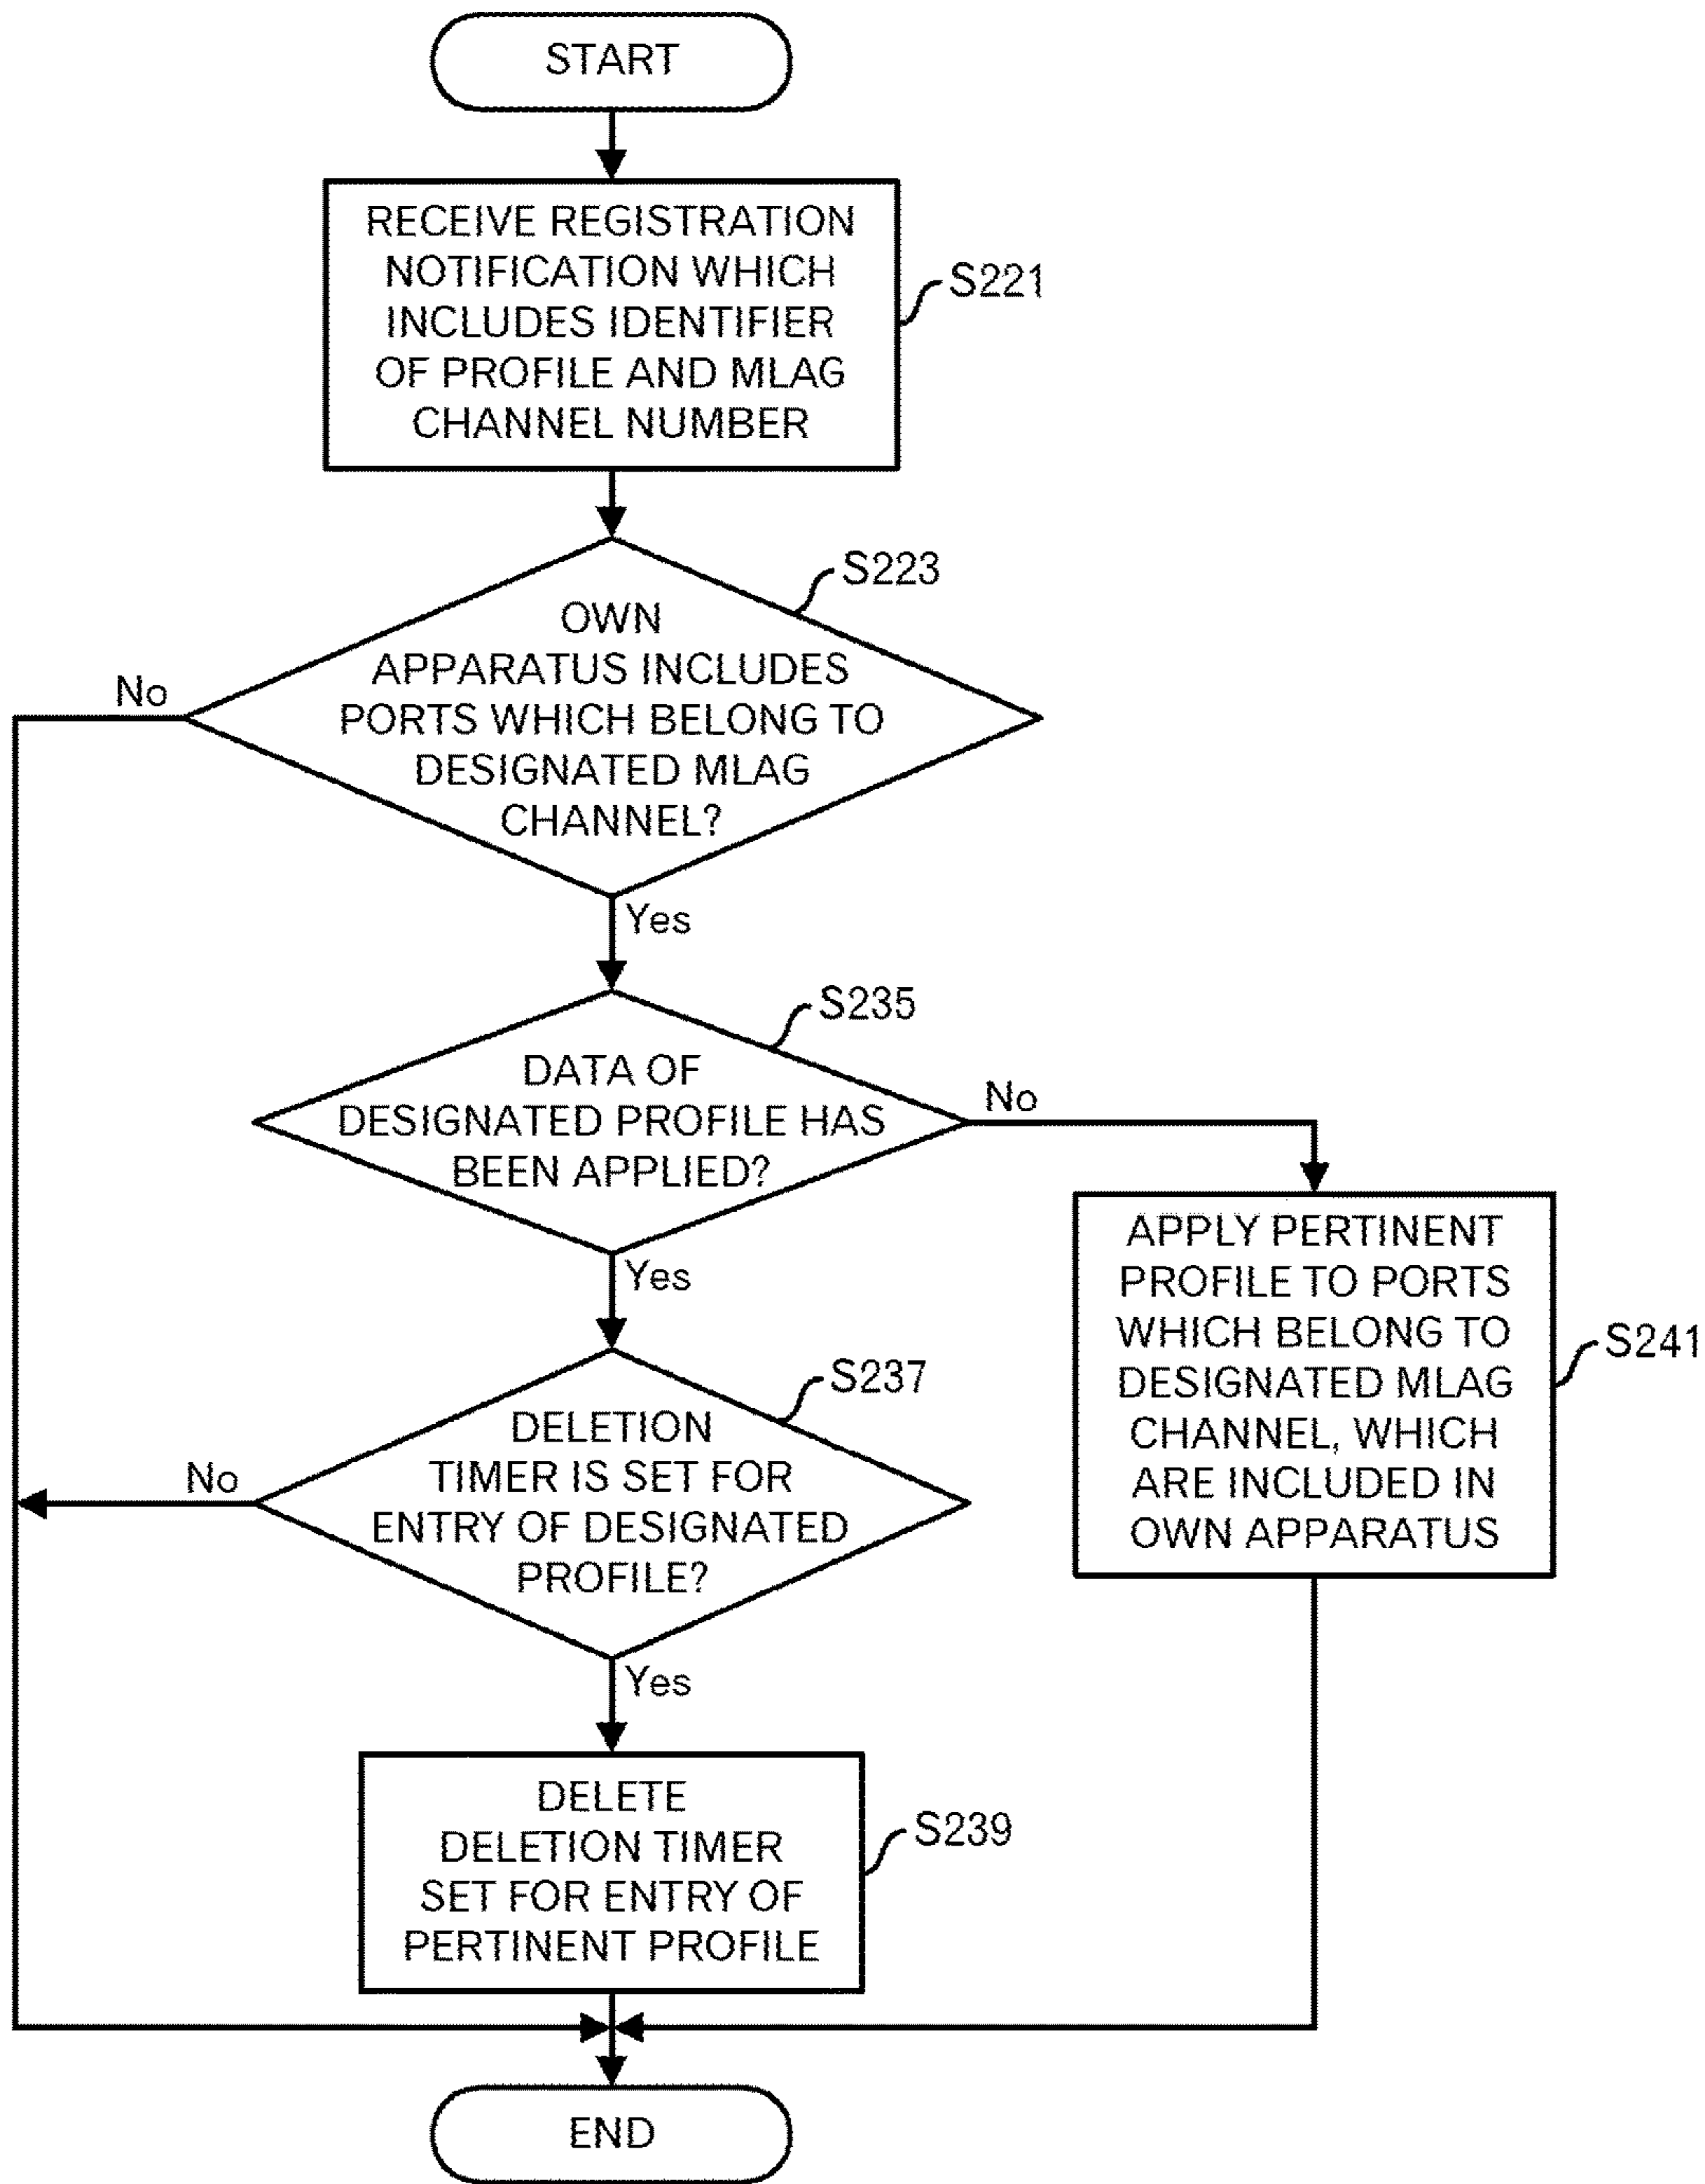 START
RECEIVE REGISTRATION
NOTIFICATION WHICH
INCLUDES IDENTIFIER
OF PROFILE AND MLAG
CHANNEL NUMBER
S221
S223
OWN
APPARATUS INCLUDES
PORTS WHICH BELONG TO
DESIGNATED MLAG
CHANNEL?
No
Yes
S235
DATA OF
DESIGNATED PROFILE HAS
BEEN APPLIED?
No
Yes
APPLY PERTINENT
PROFILE TO PORTS
WHICH BELONG TO
DESIGNATED MLAG
CHANNEL, WHICH
ARE INCLUDED IN
OWN APPARATUS
S241
S237
DELETION
TIMER IS SET FOR
ENTRY OF DESIGNATED
PROFILE?
No
Yes
DELETE
DELETION TIMER
SET FOR ENTRY OF
PERTINENT PROFILE
S239
END